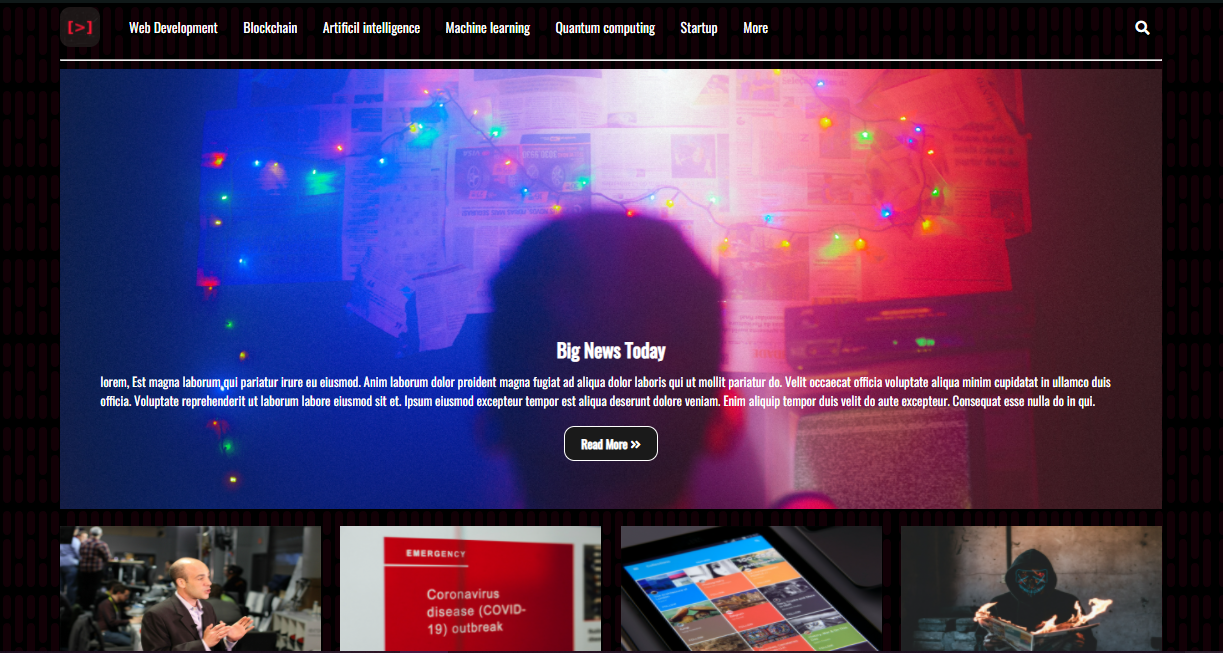 [>]
Web Development Blockchain Artificil intelligence Machine learning Quantum computing Startup More
Big News Today
lorem, Est magna laborum qui pariatur irure eu eiusmod. Anim laborum dolor proident magna fugiat ad aliqua dolor laboris qui ut mollit pariatur do. Velit occaecat officia voluptate aliqua minim cupidatat in ullamco duis
officia. Voluptate reprehenderit ut laborum labore eiusmod sit et. Ipsum eiusmod excepteur tempor est aliqua deserunt dolore veniam. Enim aliquip tempor duis velit do aute excepteur. Consequat esse nulla do in qui.
Read More »
EMERGENCY
Coronavirus
disease (COVID-
19) outbreak